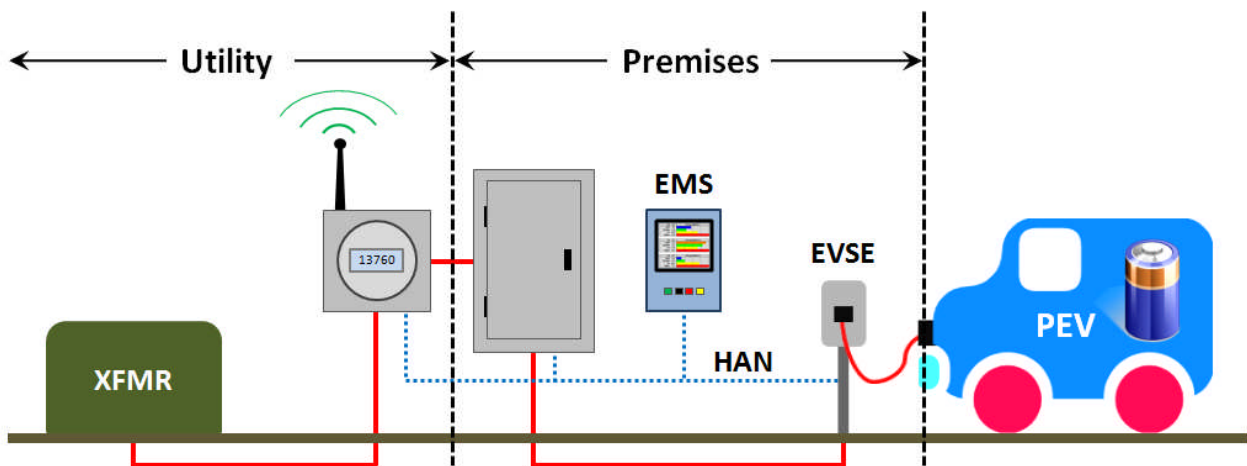 Utility
Premises
EMS
13760
EVSE
PEV
HAN
XFMR